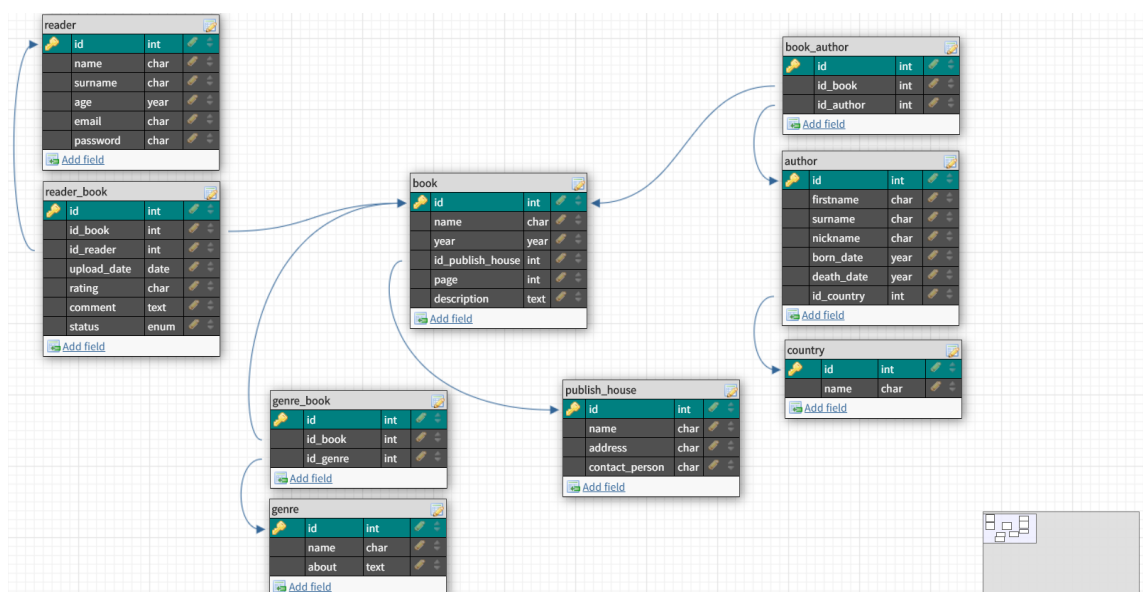 reader
id int
name char
surname char
age year
email char
password char
Add field
reader_book
id int
id_book int
id_reader int
upload_date date
rating char
comment text
status enum
Add field
book
id int
name char
year year
id_publish_house int
page int
description text
Add field
genre_book
id int
id_book int
id_genre int
Add field
genre
id int
name char
about text
Add field
publish_house
id int
name char
address char
contact_person char
Add field
book_author
id int
id_book int
id_author int
Add field
author
id int
firstname char
surname char
nickname char
born_date year
death_date year
id_country int
Add field
country
id int
name char
Add field